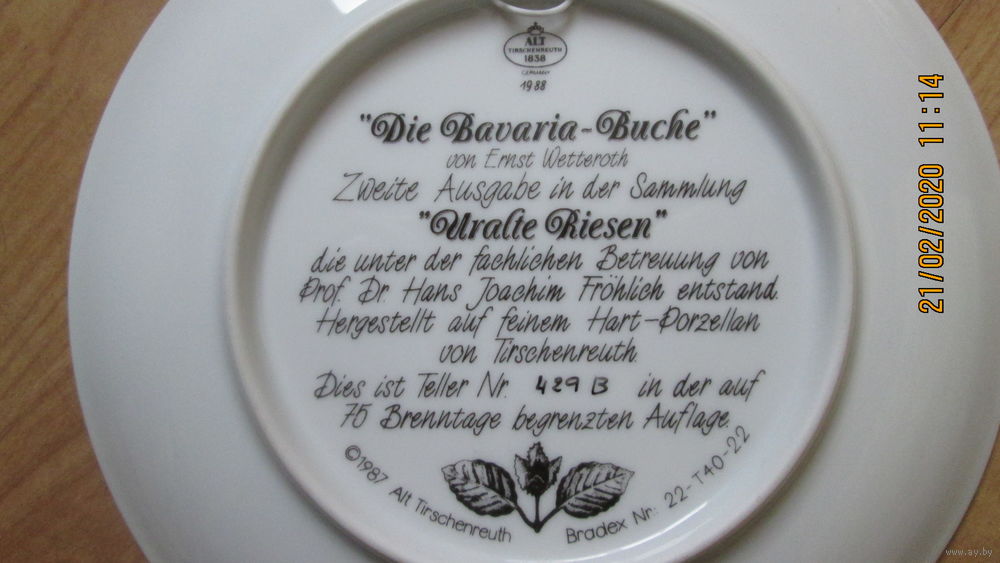 ALT
TIRSCHENREUTH
1838
GERMANY
1988
"Die Bavaria-Buche"
von Ernst Wetteroth
Zweite Ausgabe in der Sammlung
"Uralte Riesen"
die unter der fachlichen Betreuung von
Prof. Dr. Hans Joachim Fröhlich entstand.
Hergestellt auf feinem Hart-Porzellan
von Tirschenreuth.
Dies ist Teller Nr. 429 B in der auf
75 Brenntage begrenzten Auflage.
©1987 Alt Tirschenreuth
Bradex Nr. 22-T40-22
21/02/2020 11:14
www.ay.by